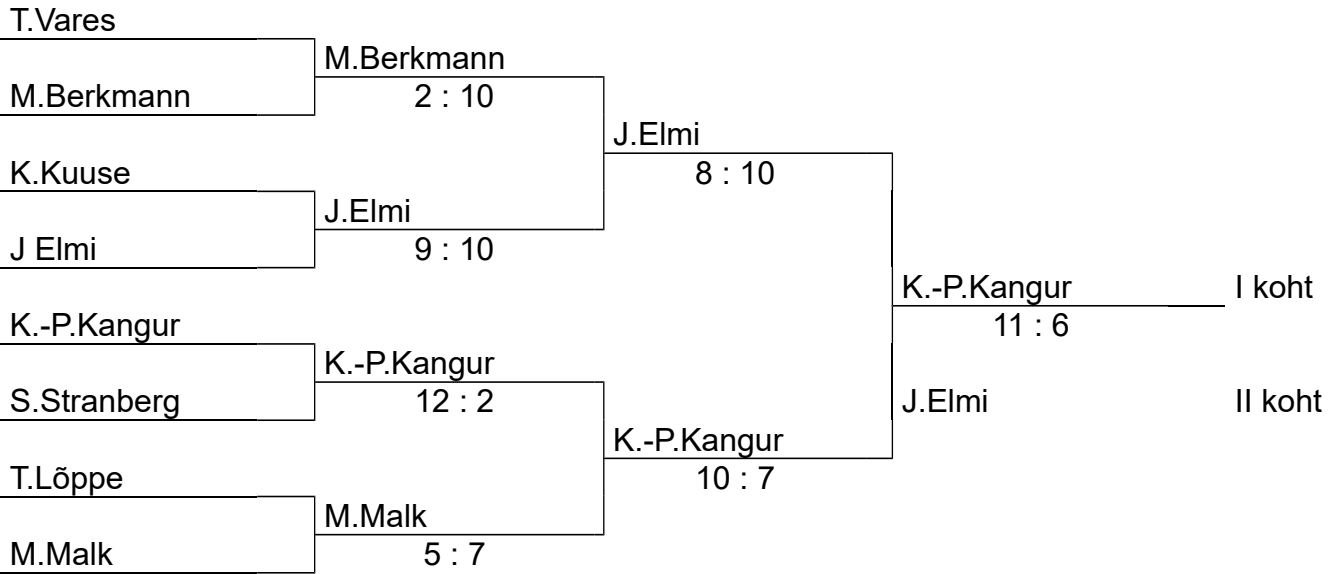 T.Vares
M.Berkmann
M.Berkmann
2 : 10
J.Elmi
K.Kuuse
8 : 10
J.Elmi
J Elmi
9 : 10
K.-P.Kangur
I koht
K.-P.Kangur
11 : 6
K.-P.Kangur
S.Stranberg
12 : 2
J.Elmi
II koht
K.-P.Kangur
T.Lõppe
10 : 7
M.Malk
M.Malk
5 : 7